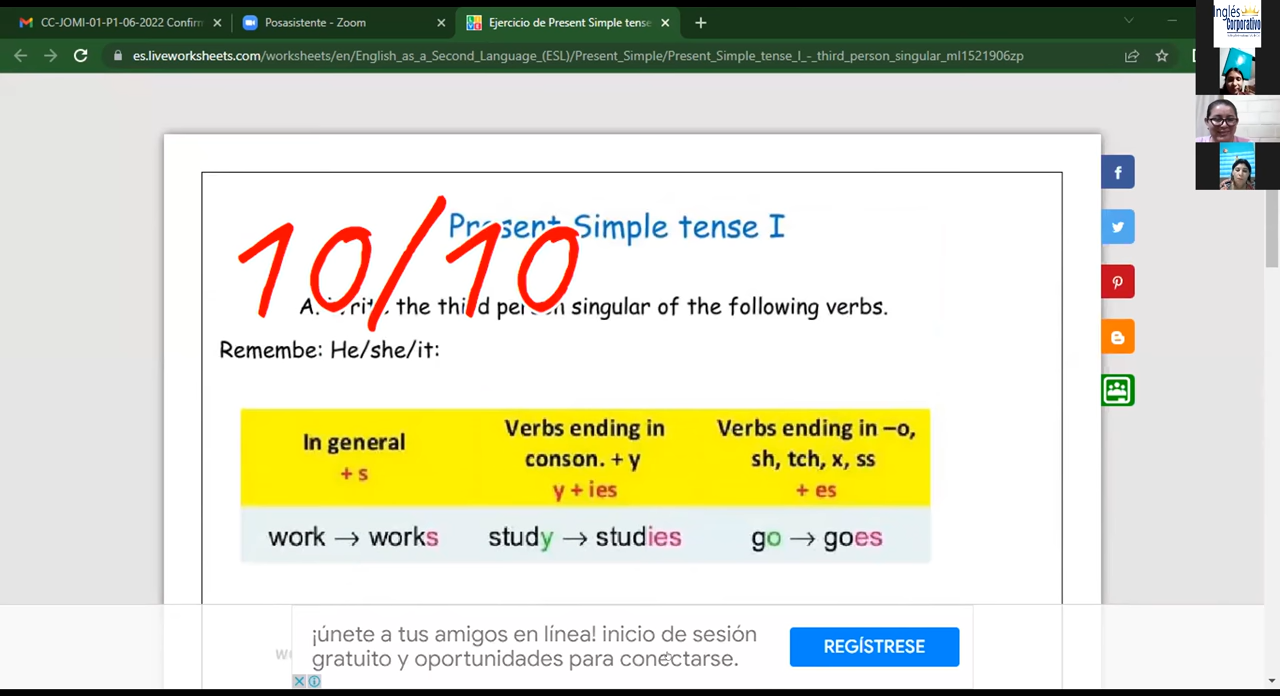 CC-JOMI-01-P1-06-2022 Confirm
Posasistente - Zoom
Ejercicio de Present Simple tense
es.liveworksheets.com/worksheets/en/English_as_a_Second_Language_(ESL)/Present_Simple/Present_Simple_tense_I_-_third_person_singular_ml1521906zp
Inglés
Corporativo
10/10
Present Simple tense I
A. Write the third person singular of the following verbs.
Remembe: He/she/it:
In general
+ s
Verbs ending in
conson. + y
y + ies
Verbs ending in –o,
sh, tch, x, ss
+ es
work → works
study → studies
go → goes
¡únete a tus amigos en línea! inicio de sesión
gratuito y oportunidades para conectarse.
REGÍSTRESE